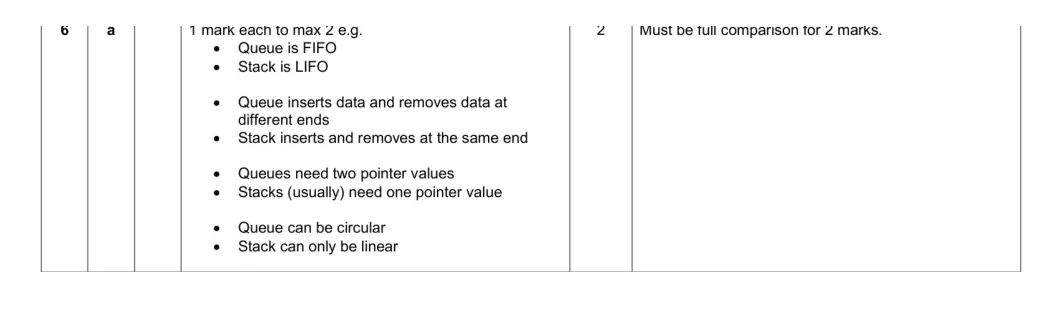 6 a 1 mark each to max 2 e.g. 2 Must be full comparison for 2 marks.
• Queue is FIFO
• Stack is LIFO
• Queue inserts data and removes data at
different ends
• Stack inserts and removes at the same end
• Queues need two pointer values
• Stacks (usually) need one pointer value
• Queue can be circular
• Stack can only be linear